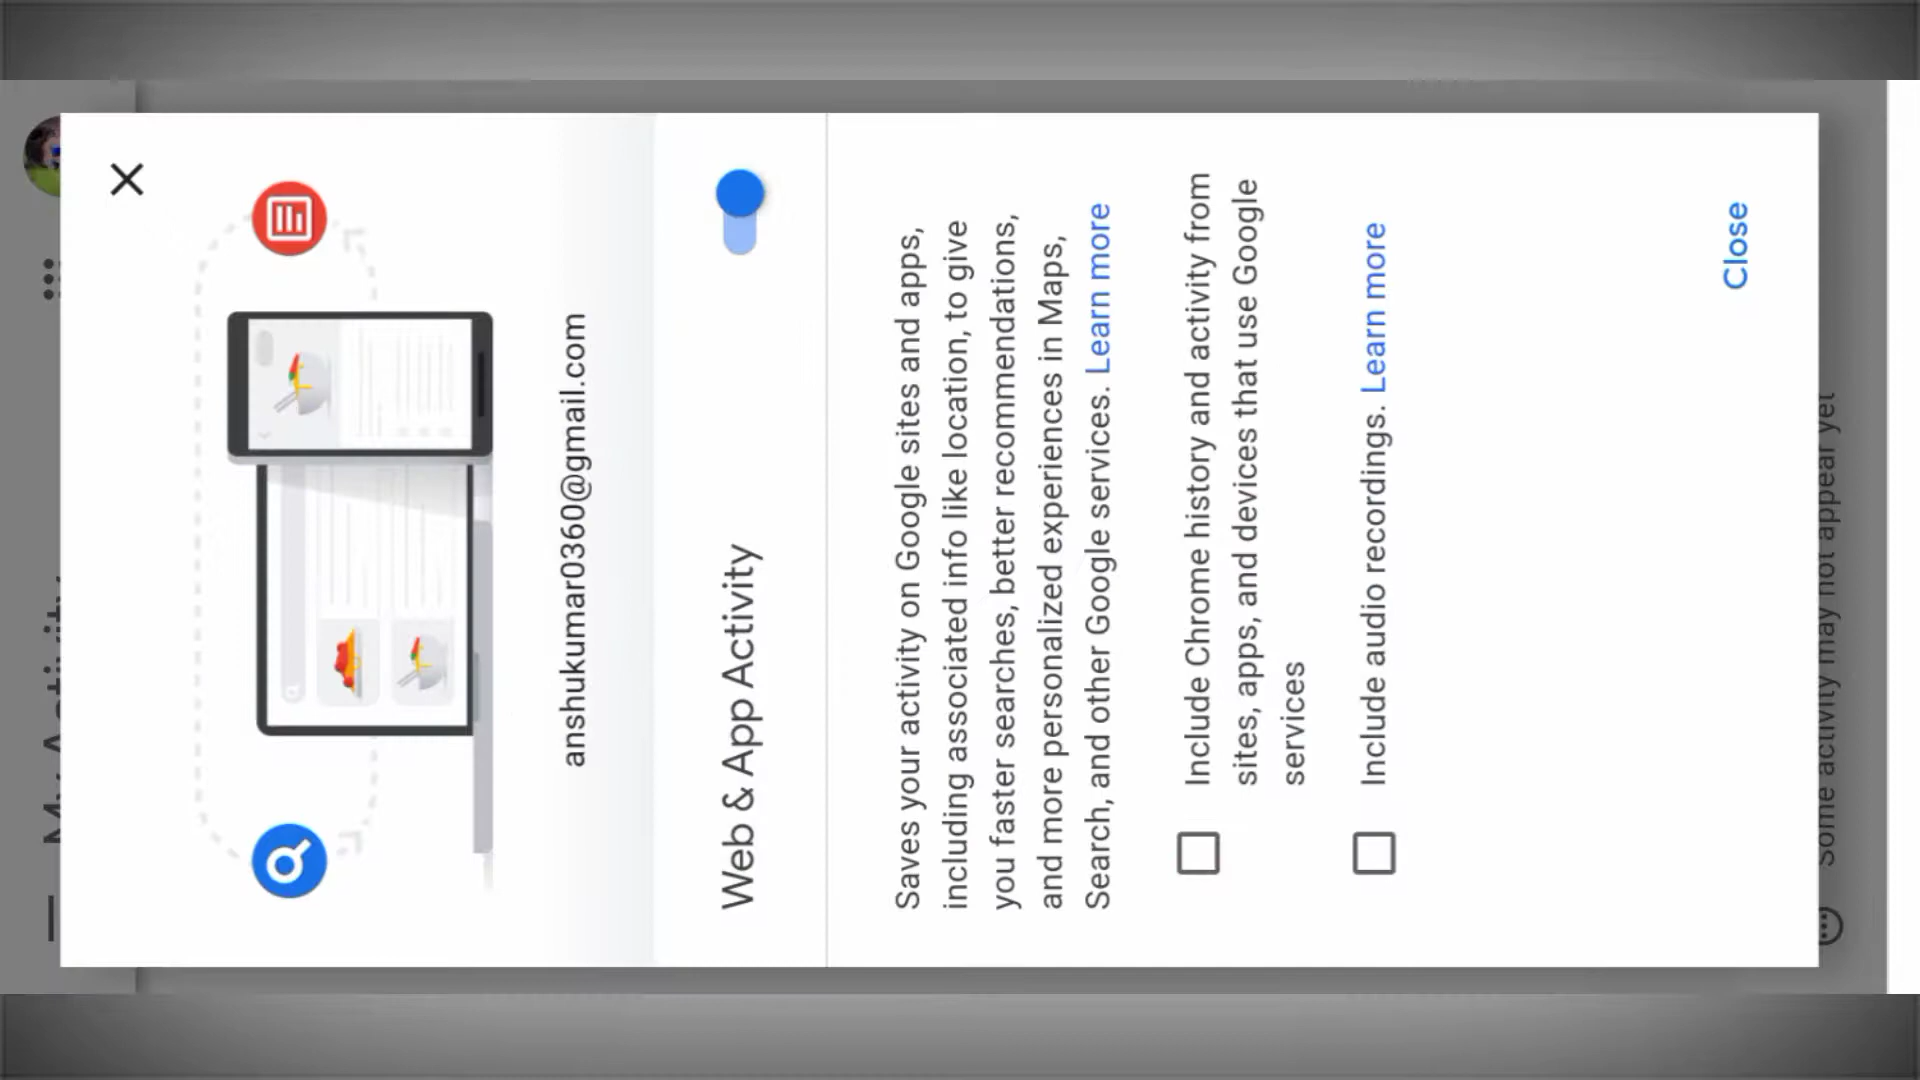 anshukumar0360@gmail.com
Web & App Activity
Saves your activity on Google sites and apps,
including associated info like location, to give
you faster searches, better recommendations,
and more personalized experiences in Maps,
Search, and other Google services. Learn more
Include Chrome history and activity from
sites, apps, and devices that use Google
services
Include audio recordings. Learn more
Close
Some activity may not appear yet